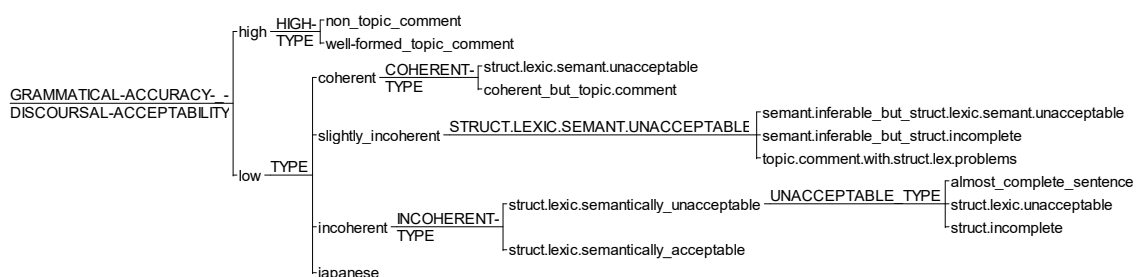 GRAMMATICAL-ACCURACY-_-
DISCOURSAL-ACCEPTABILITY
high
HIGH-
TYPE
non_topic_comment
well-formed_topic_comment
low
TYPE
coherent
COHERENT-
TYPE
struct.lexic.semant.unacceptable
coherent_but_topic.comment
slightly_incoherent
STRUCT.LEXIC.SEMANT.UNACCEPTABLE
semant.inferable_but_struct.lexic.semant.unacceptable
semant.inferable_but_struct.incomplete
topic.comment.with.struct.lex.problems
incoherent
INCOHERENT-
TYPE
struct.lexic.semantically_unacceptable
UNACCEPTABLE_TYPE
almost_complete_sentence
struct.lexic.unacceptable
struct.incomplete
struct.lexic.semantically_acceptable
japanese